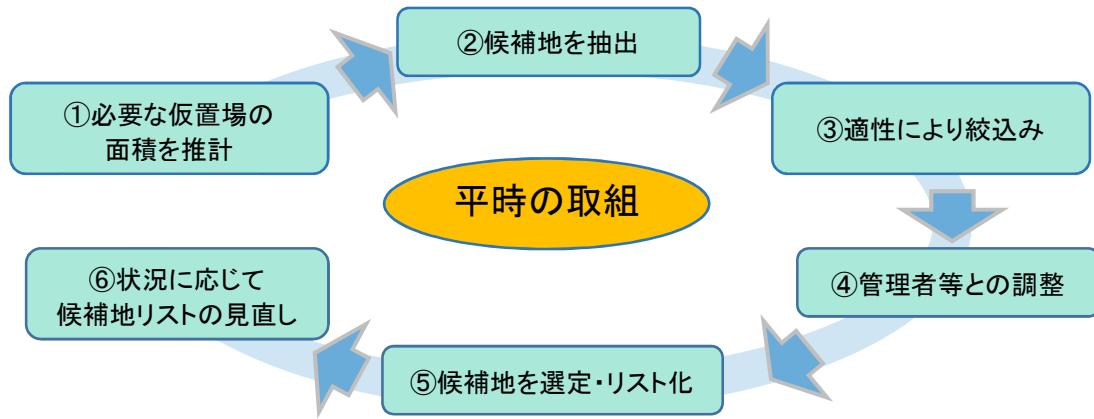 ②候補地を抽出
①必要な仮置場の
面積を推計
③適性により絞込み
平時の取組
⑥状況に応じて
候補地リストの見直し
④管理者等との調整
⑤候補地を選定・リスト化